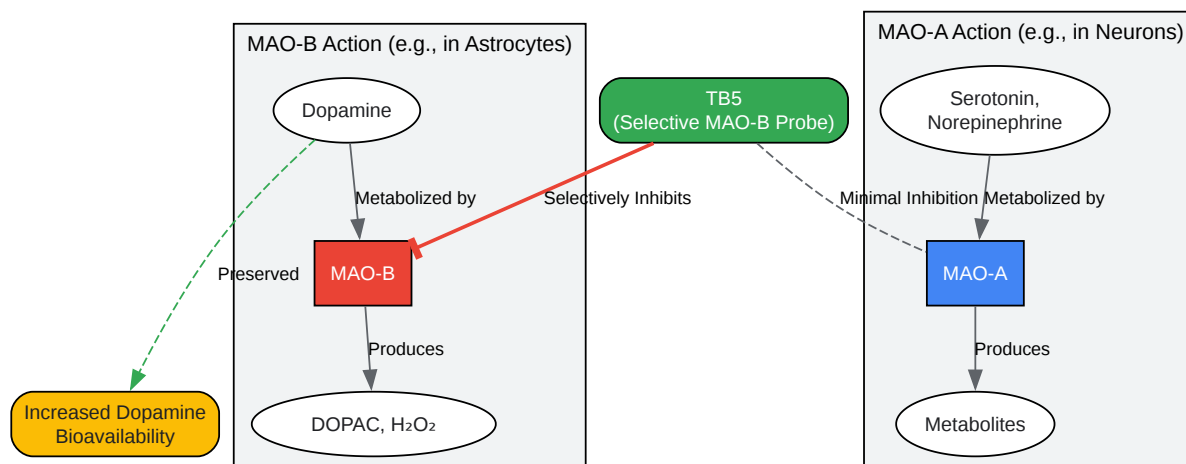 MAO-B Action (e.g., in Astrocytes)
MAO-A Action (e.g., in Neurons)
Dopamine
TB5
(Selective MAO-B Probe)
Serotonin,
Norepinephrine
Metabolized by
Selectively Inhibits
Minimal Inhibition
Metabolized by
Preserved
MAO-B
MAO-A
Produces
Produces
Increased Dopamine
Bioavailability
DOPAC, H₂O₂
Metabolites